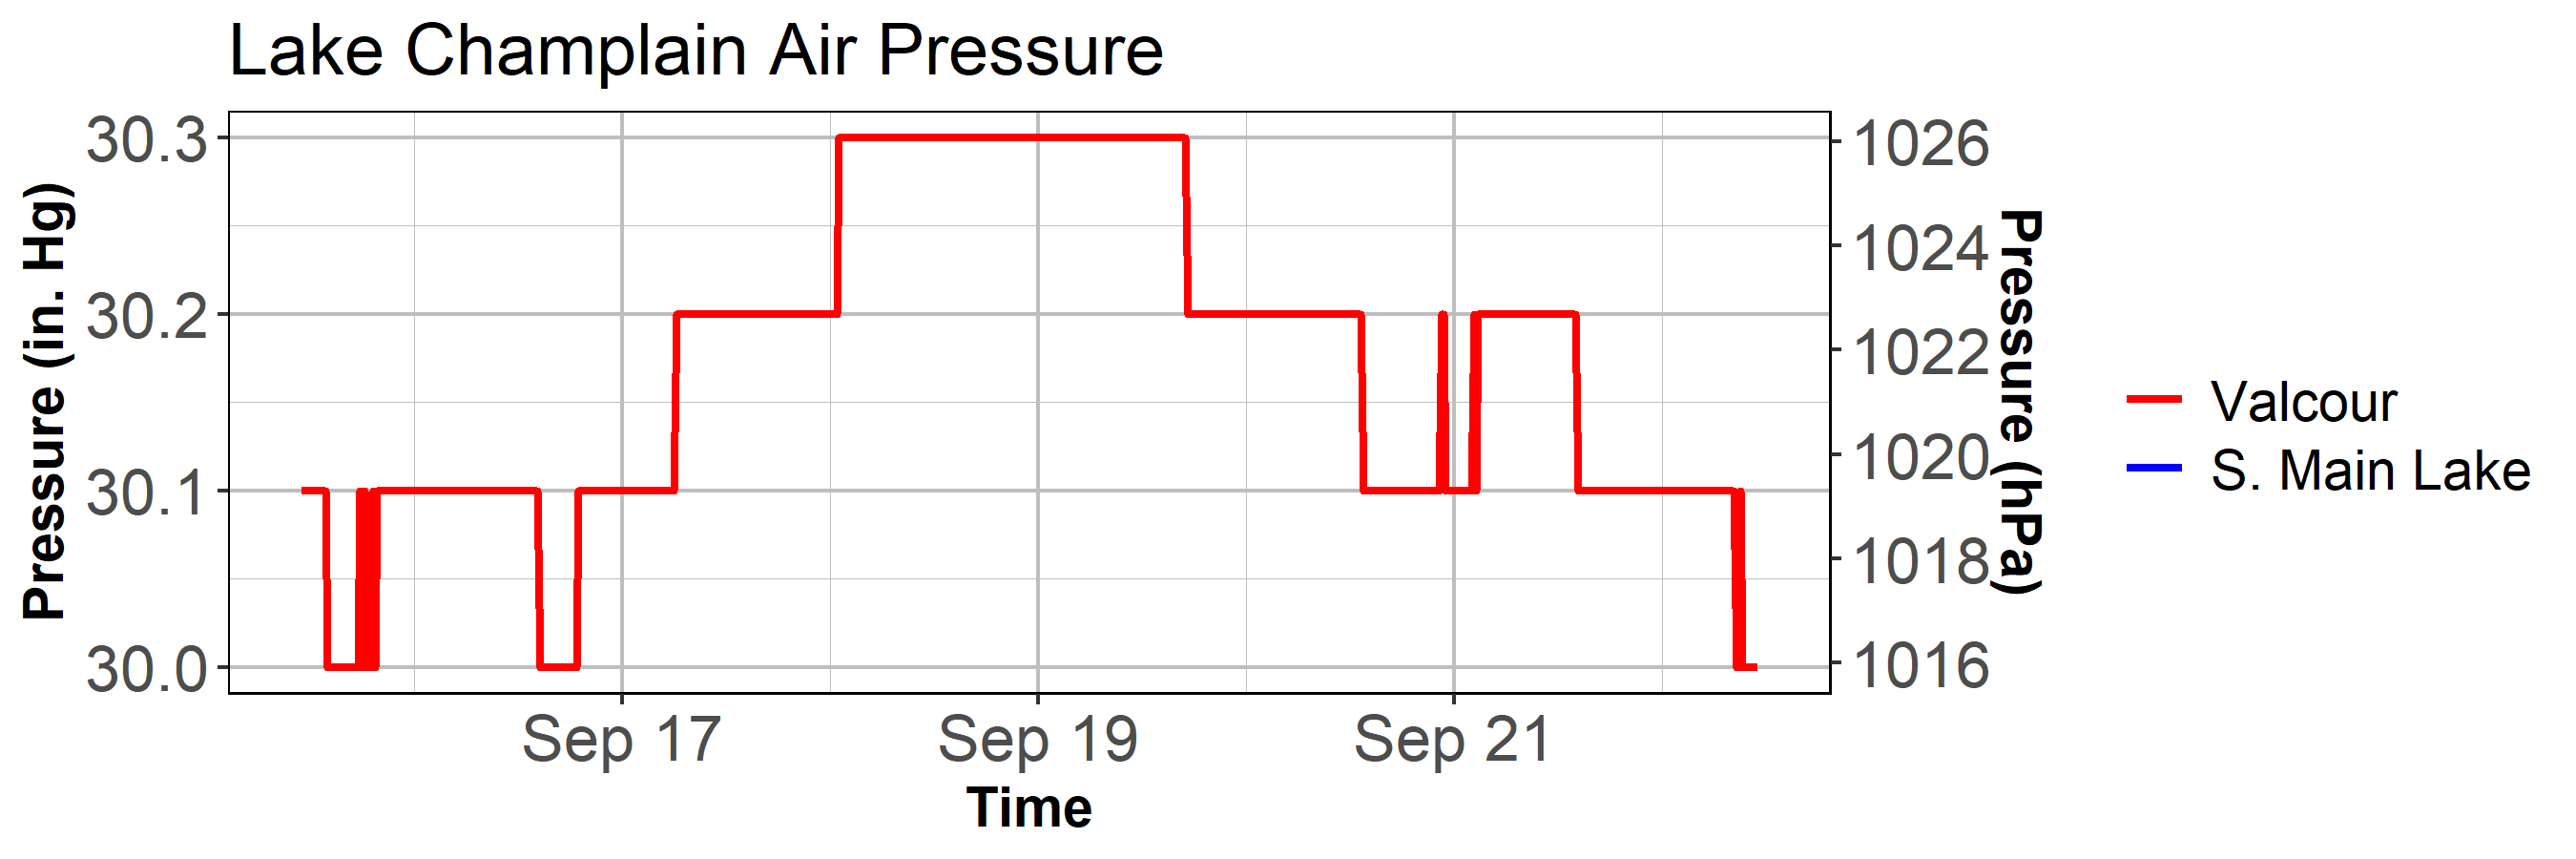 Lake Champlain Air Pressure
Pressure (in. Hg)
30.3
30.2
30.1
30.0
1026
1024
1022
1020
1018
1016
Pressure (hPa)
Sep 17
Sep 19
Sep 21
Time
Valcour
S. Main Lake